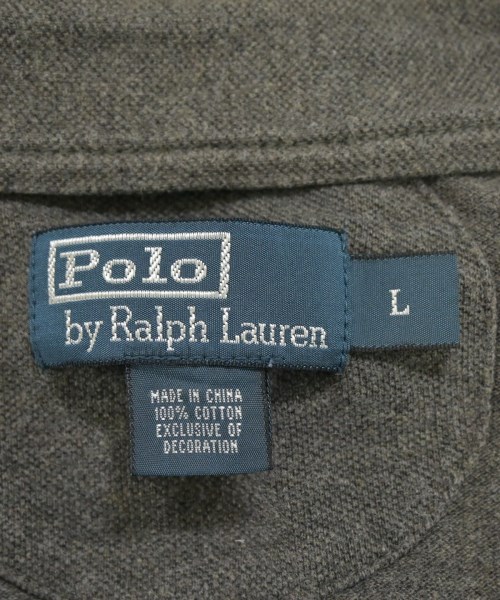 Polo
by Ralph Lauren
L
MADE IN CHINA
100% COTTON
EXCLUSIVE OF
DECORATION